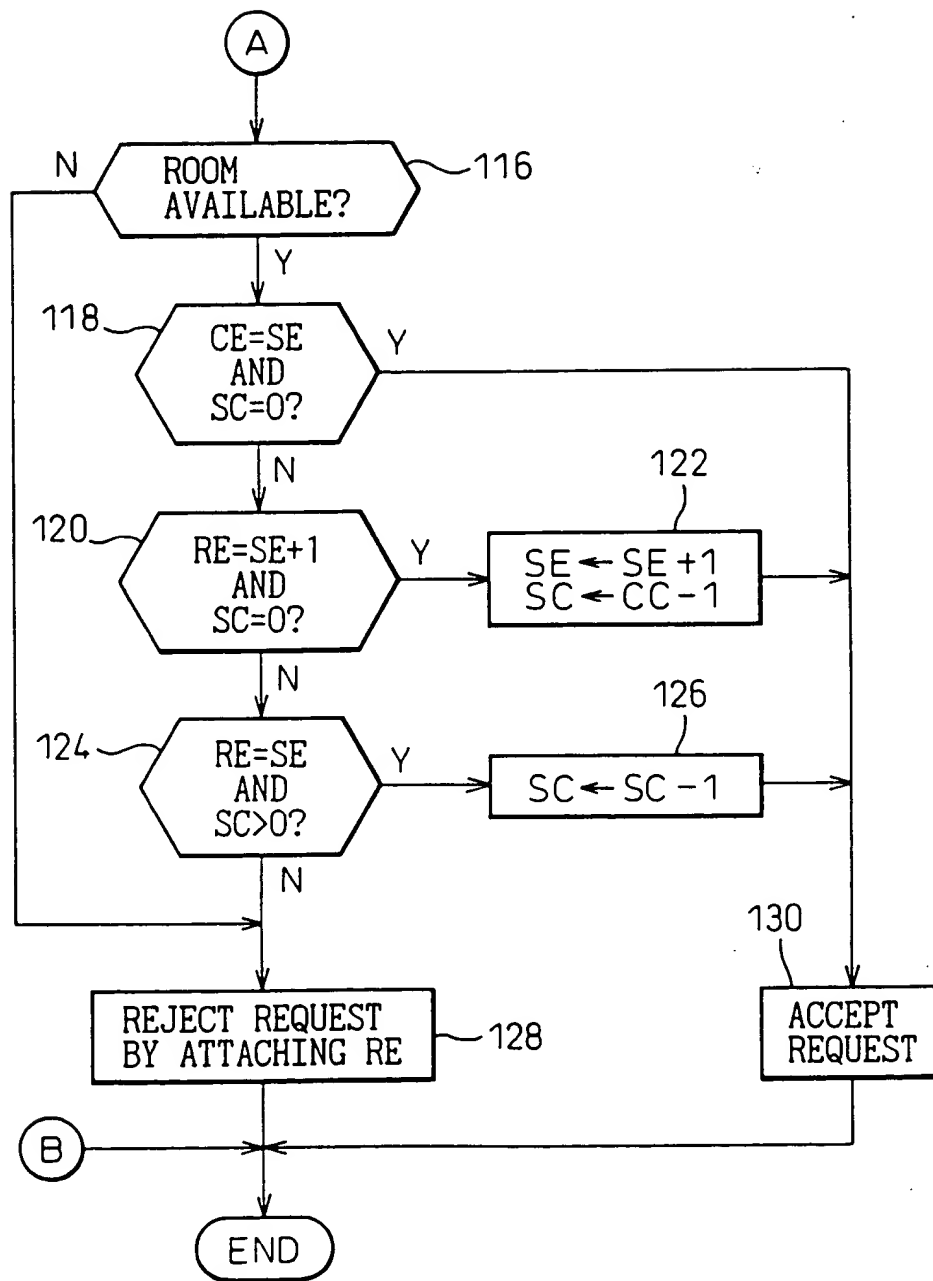 A
N
ROOM
AVAILABLE?
116
Y
118
CE=SE
AND
SC=0?
Y
N
120
RE=SE+1
AND
SC=0?
Y
122
SE←SE+1
SC←CC-1
N
124
RE=SE
AND
SC>0?
Y
126
SC←SC-1
N
130
REJECT REQUEST
BY ATTACHING RE
128
ACCEPT
REQUEST
B
END